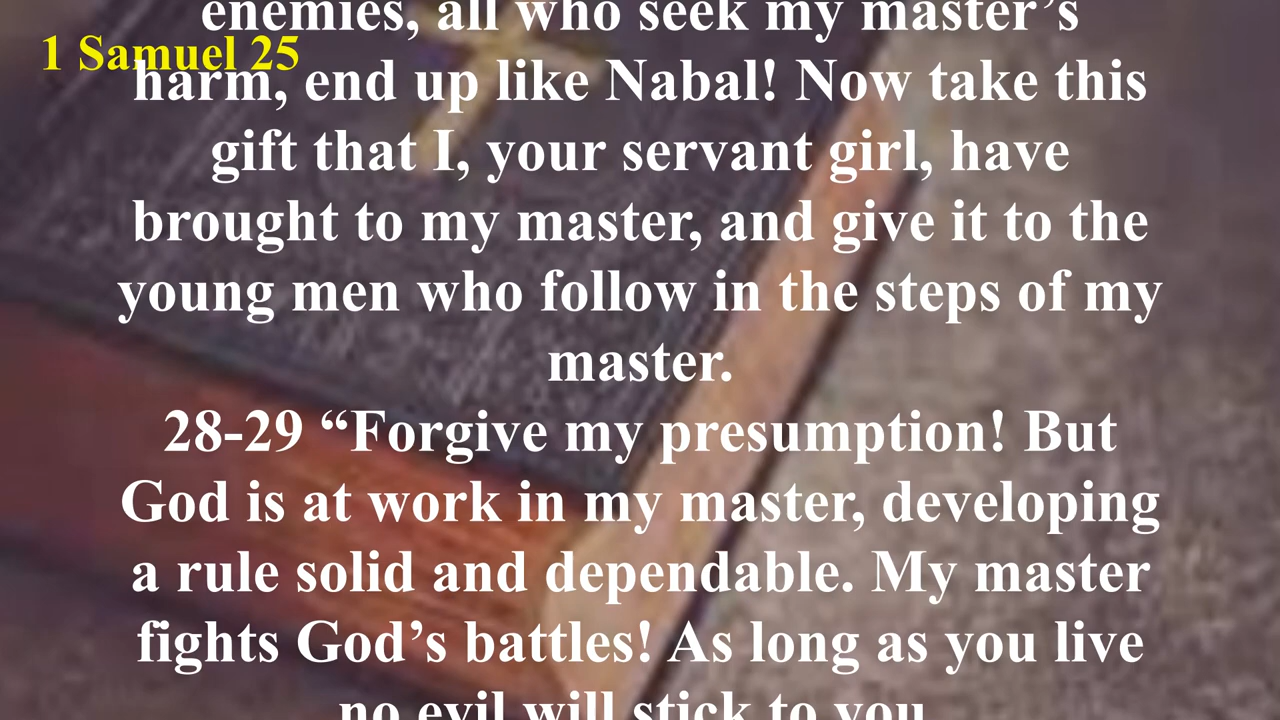 enemies, all who seek my master’s
1 Samuel 25
harm, end up like Nabal! Now take this
gift that I, your servant girl, have
brought to my master, and give it to the
young men who follow in the steps of my
master.
28-29 “Forgive my presumption! But
God is at work in my master, developing
a rule solid and dependable. My master
fights God’s battles! As long as you live
no evil will stick to you